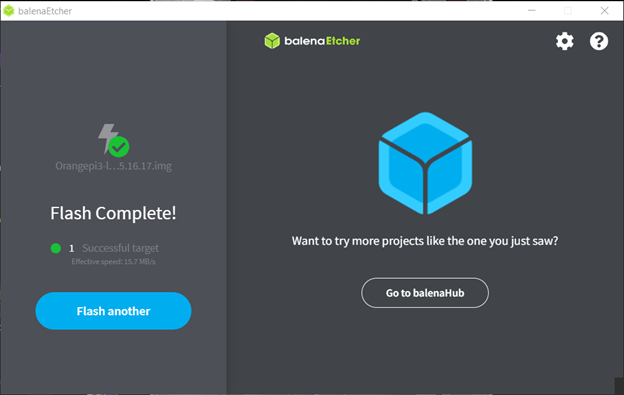 balenaEtcher
balenaEtcher
Orangepi3-l...5.16.17.img
Flash Complete!
1 Successful target
Effective speed: 15.7 MB/s
Flash another
Want to try more projects like the one you just saw?
Go to balenaHub